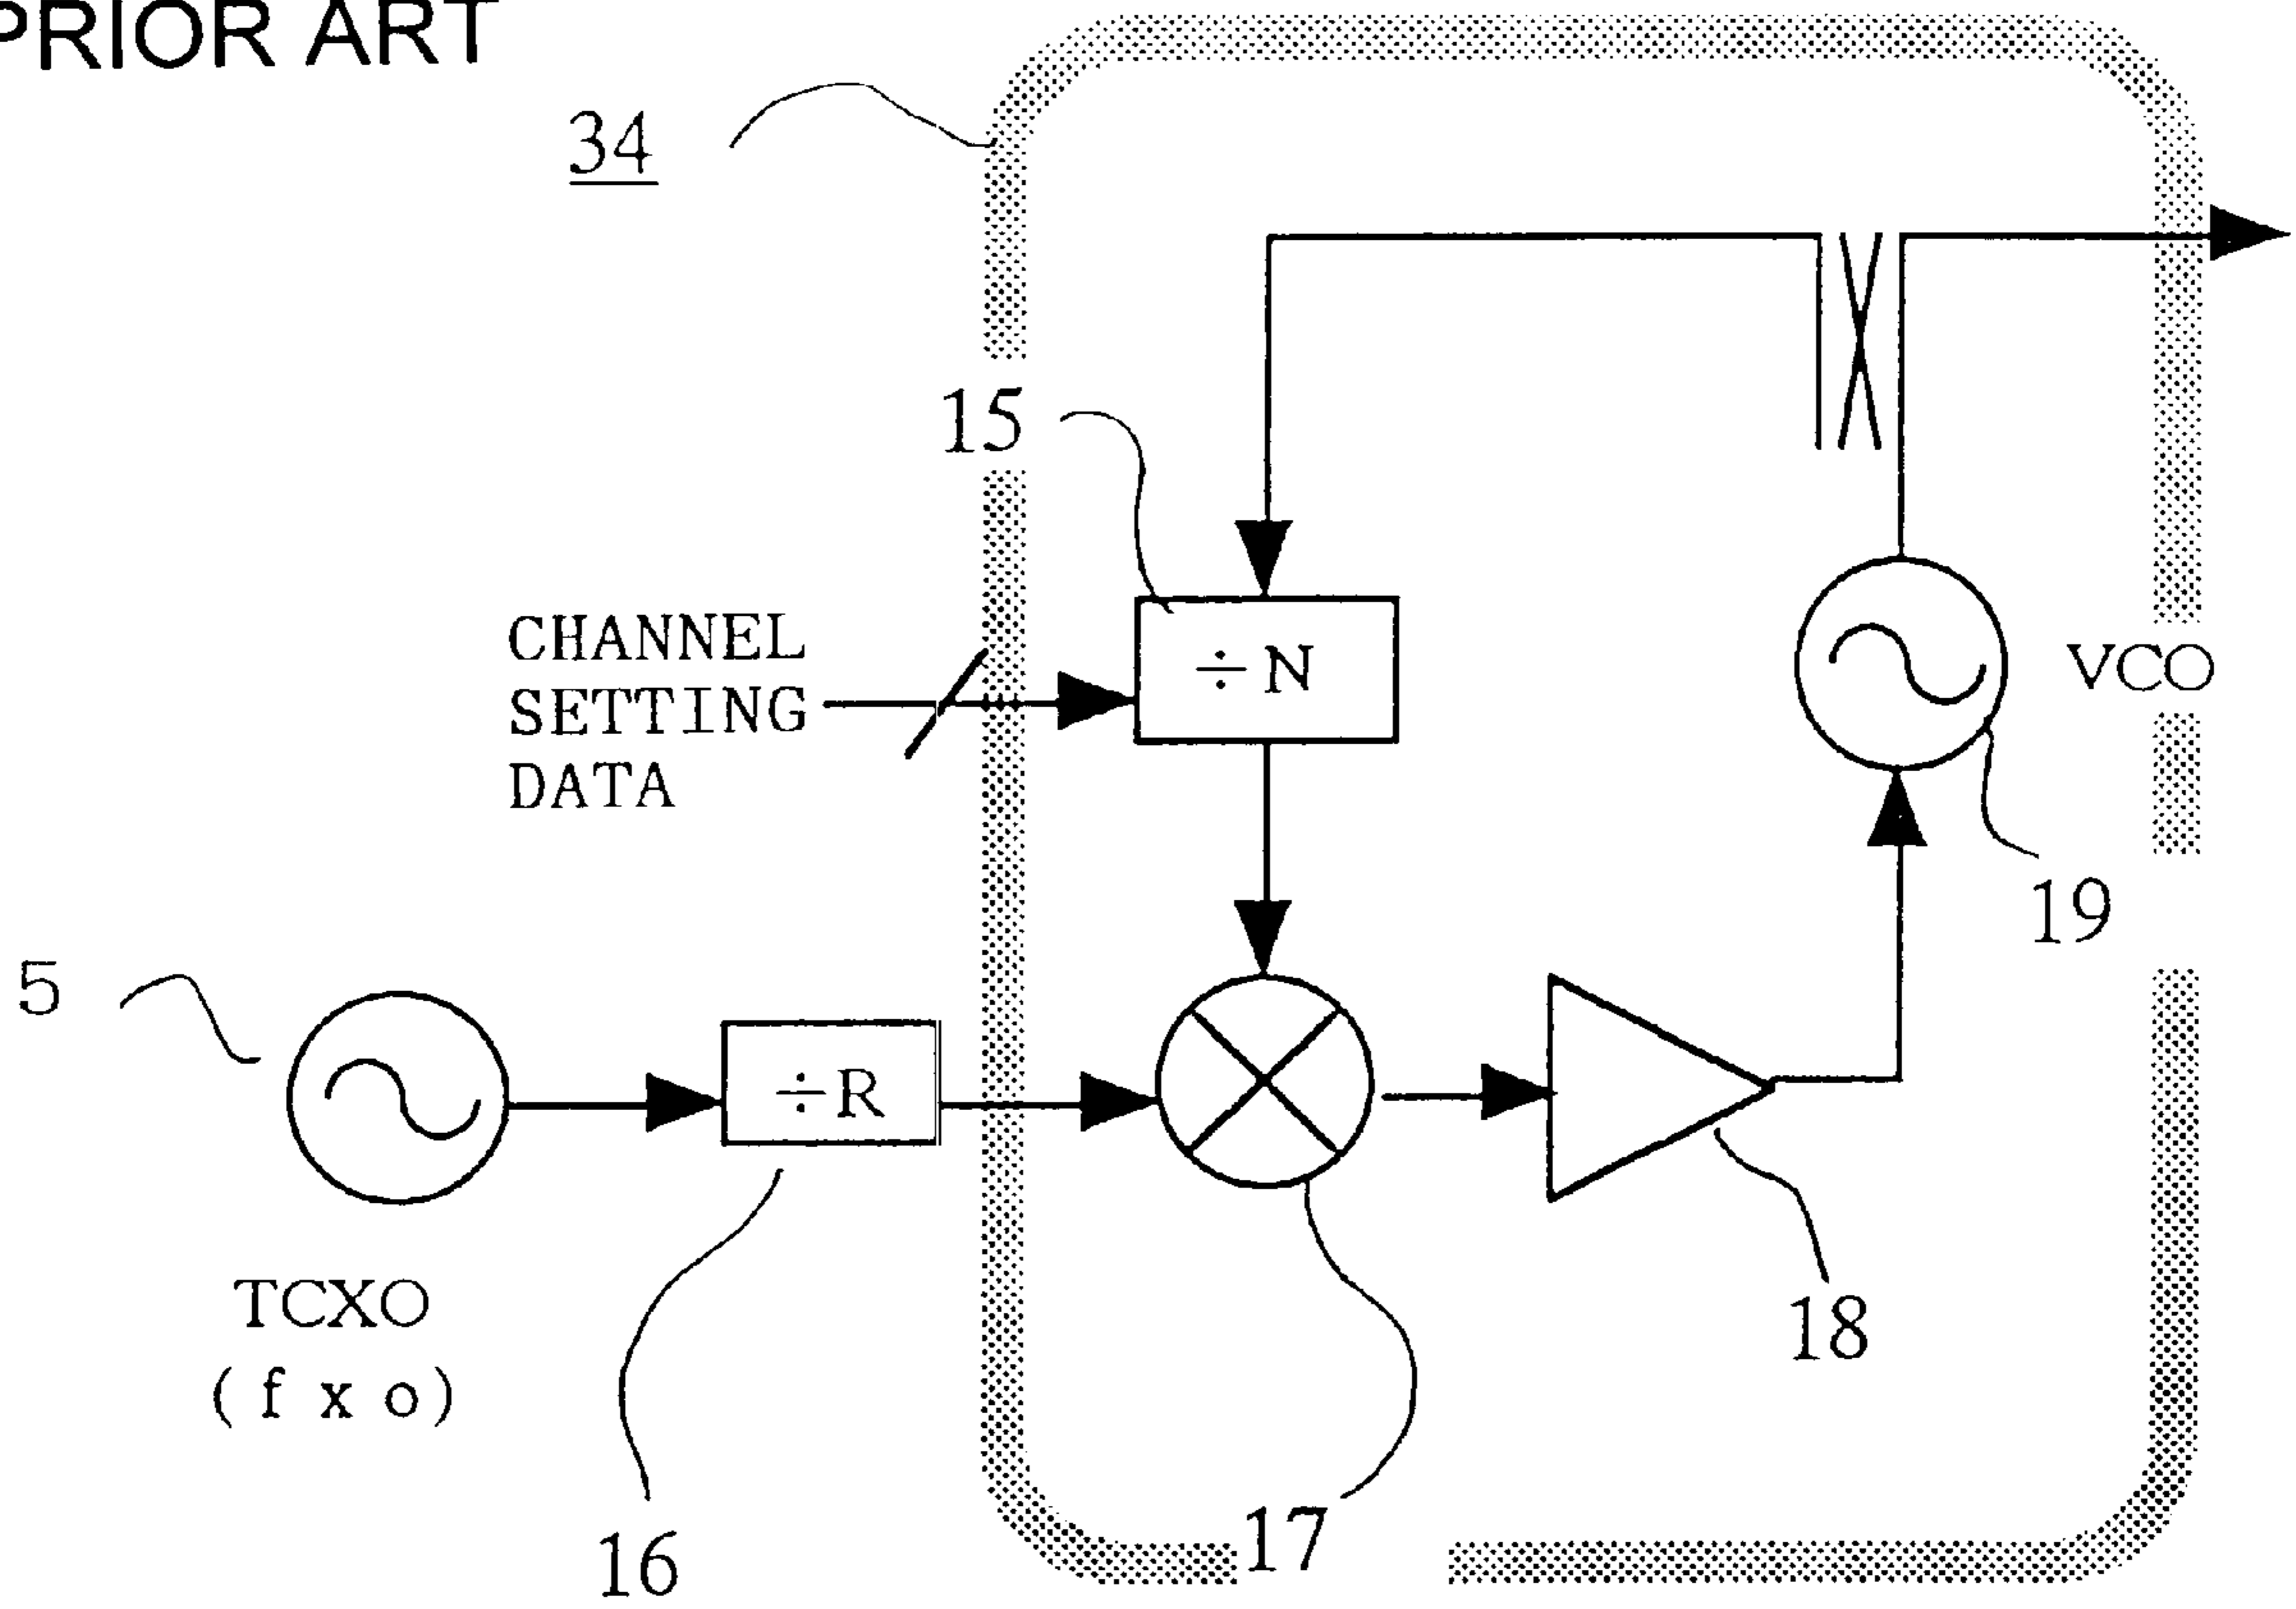 PRIOR ART
34
15
CHANNEL
SETTING
DATA
÷N
VCO
19
5
÷R
TCXO
(fxo)
18
17
16